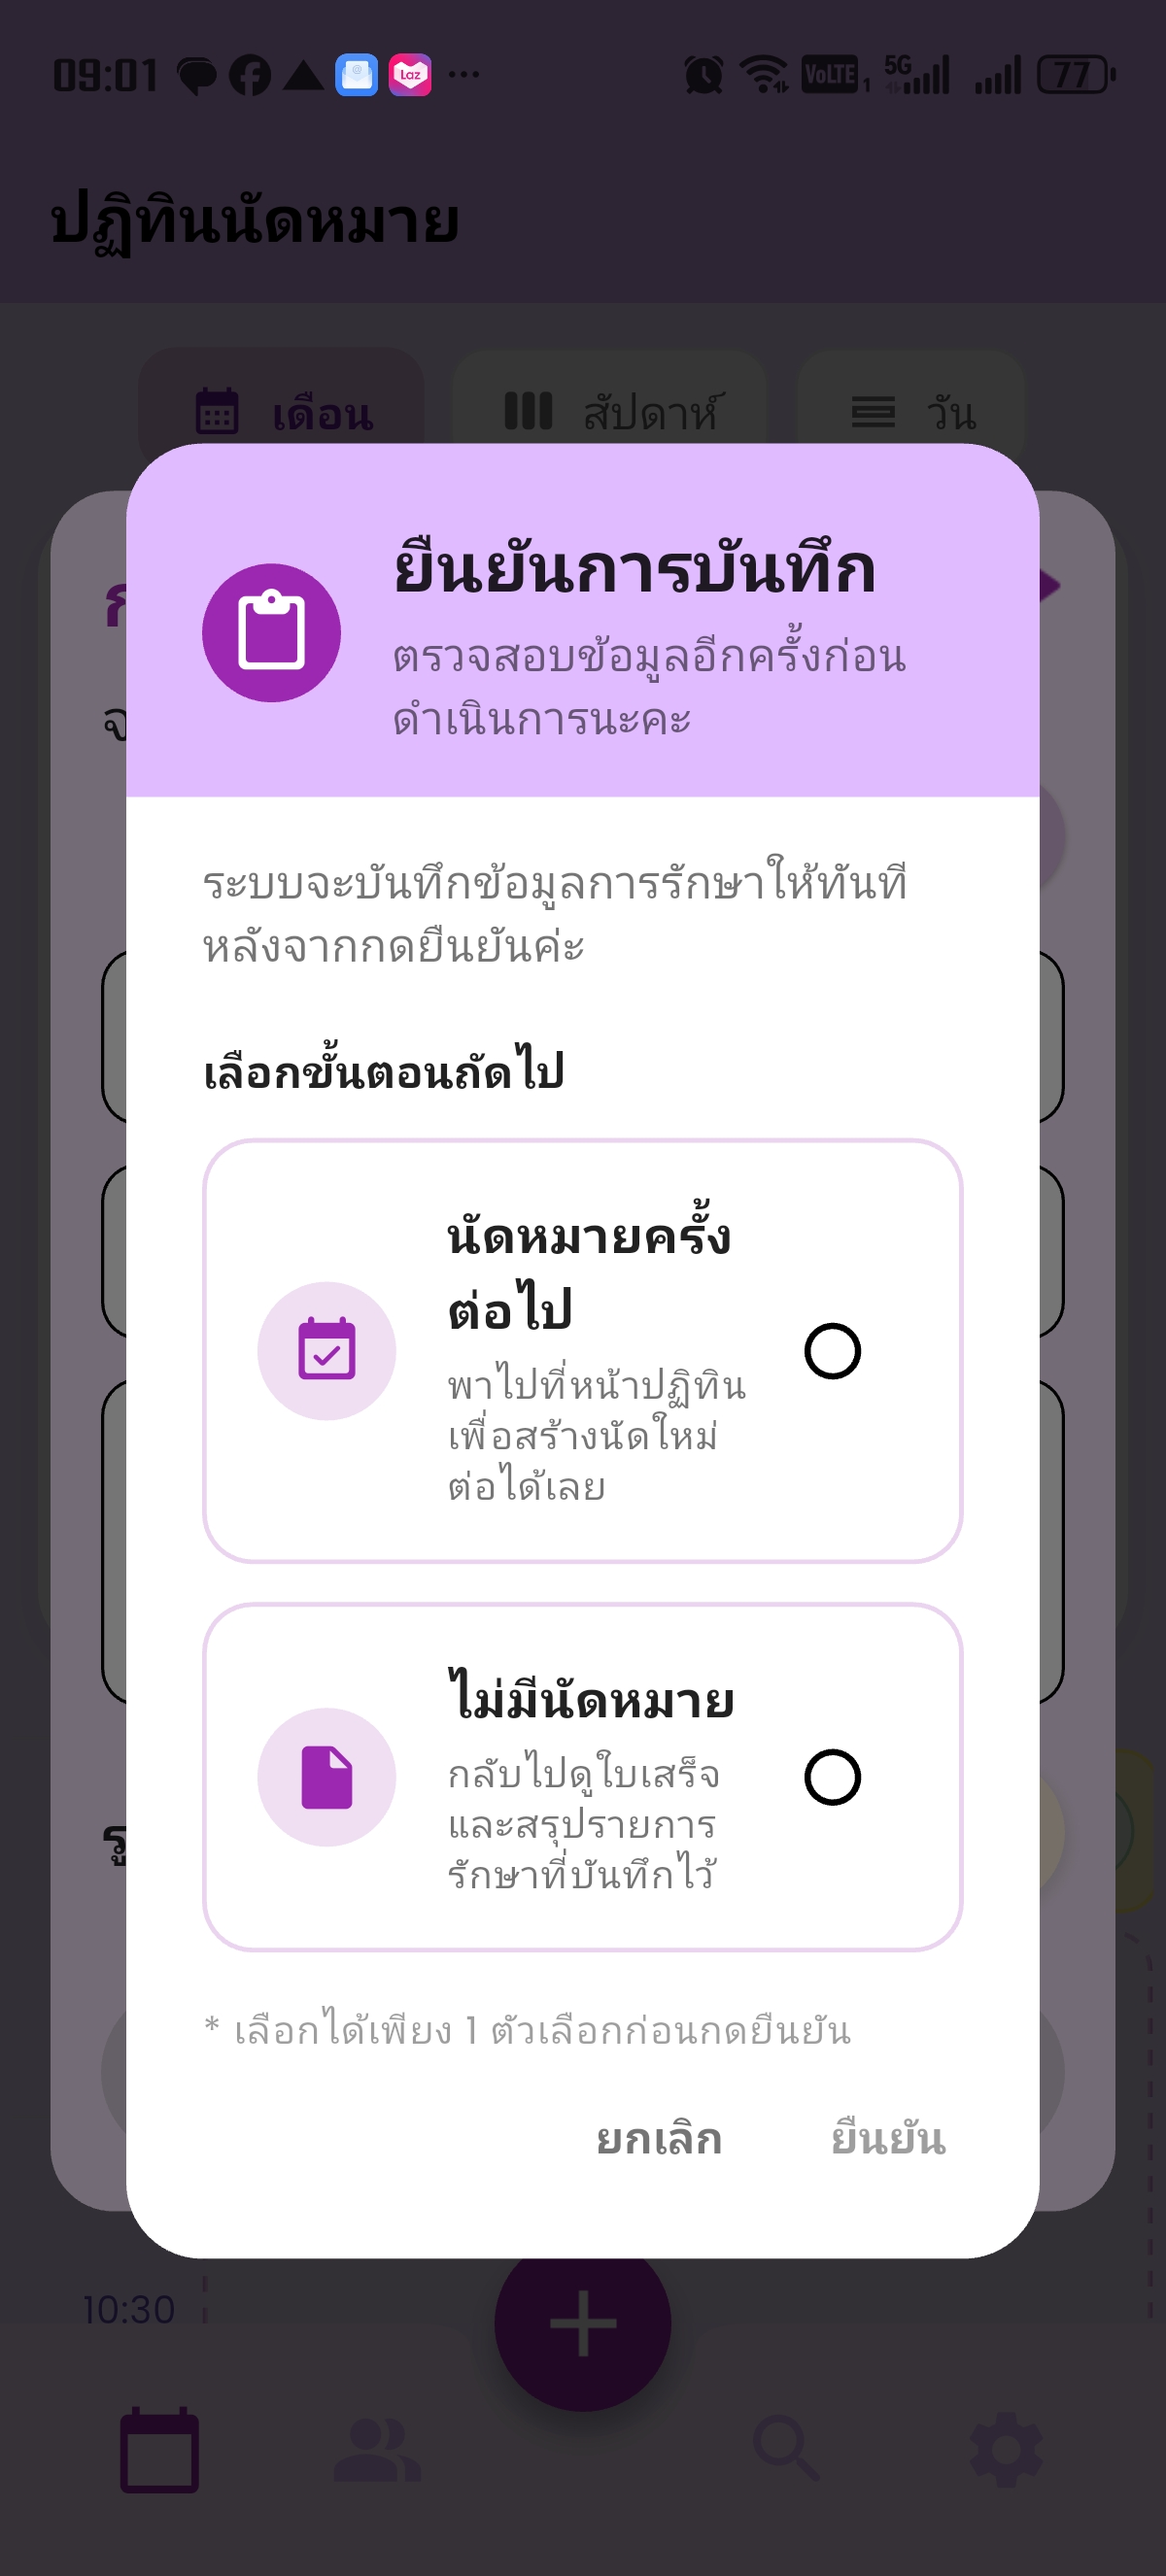 09:01 Laz ... VoLTE 1 5G 77
ปฏิทินนัดหมาย
เดือน สัปดาห์ วัน
ยืนยันการบันทึก
ตรวจสอบข้อมูลอีกครั้งก่อน
ดำเนินการนะคะ
ระบบจะบันทึกข้อมูลการรักษาให้ทันที
หลังจากกดยืนยันค่ะ
เลือกขั้นตอนถัดไป
นัดหมายครั้ง
ต่อไป
พาไปที่หน้าปฏิทิน
เพื่อสร้างนัดใหม่
ต่อได้เลย
ไม่มีนัดหมาย
กลับไปดูใบเสร็จ
และสรุปรายการ
รักษาที่บันทึกไว้
* เลือกได้เพียง 1 ตัวเลือกก่อนกดยืนยัน
ยกเลิก ยืนยัน
10:30